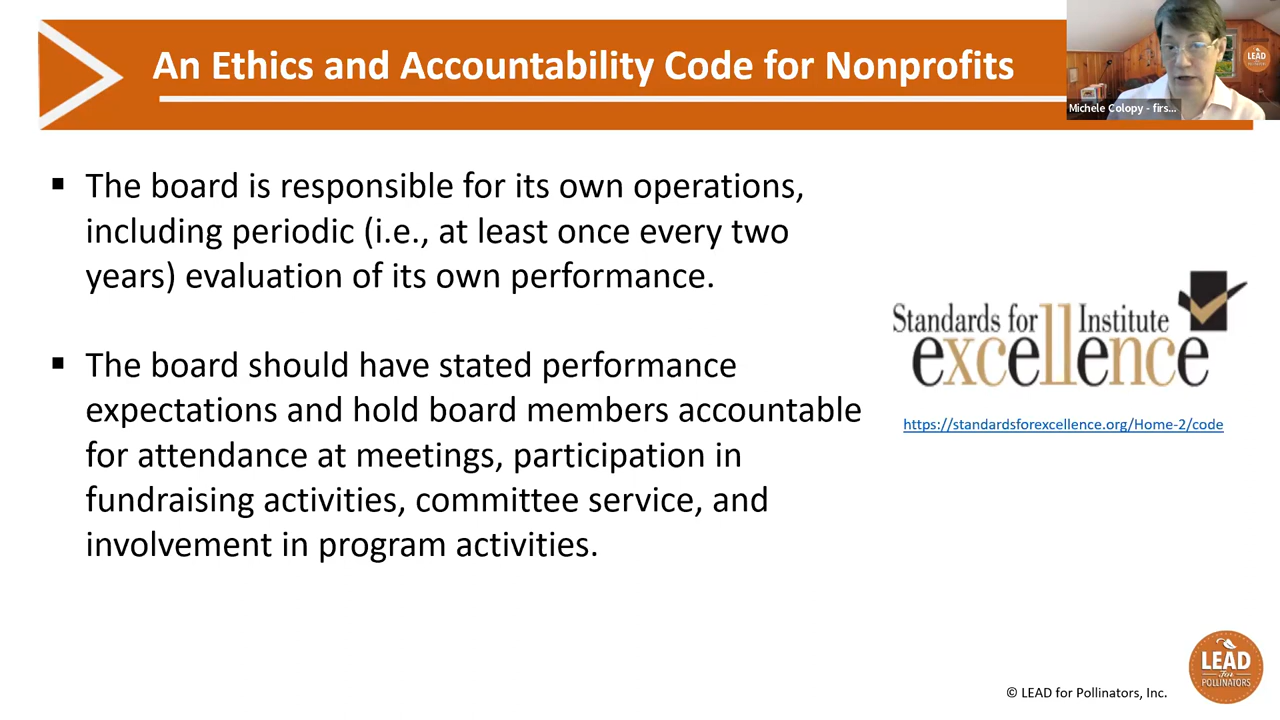 An Ethics and Accountability Code for Nonprofits
LEAD
Michele Colopy - firs...
▪ The board is responsible for its own operations,
including periodic (i.e., at least once every two
years) evaluation of its own performance.
▪ The board should have stated performance
expectations and hold board members accountable
for attendance at meetings, participation in
fundraising activities, committee service, and
involvement in program activities.
Standards for Institute
excellence
https://standardsforexcellence.org/Home-2/code
LEAD
for
POLLINATORS
© LEAD for Pollinators, Inc.